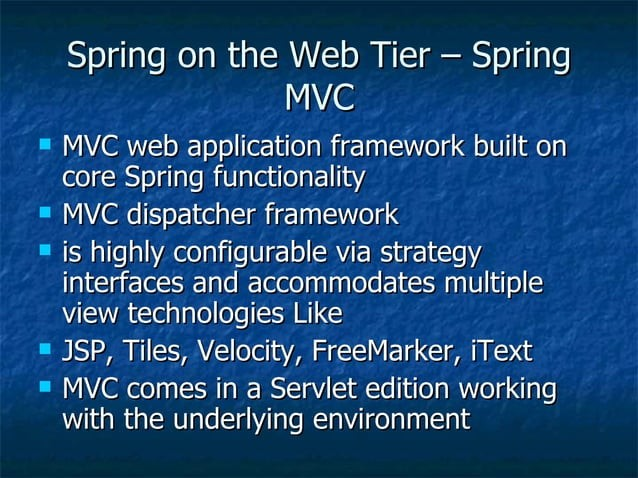 Spring on the Web Tier – Spring
MVC
MVC web application framework built on
core Spring functionality
MVC dispatcher framework
is highly configurable via strategy
interfaces and accommodates multiple
view technologies Like
JSP, Tiles, Velocity, FreeMarker, iText
MVC comes in a Servlet edition working
with the underlying environment